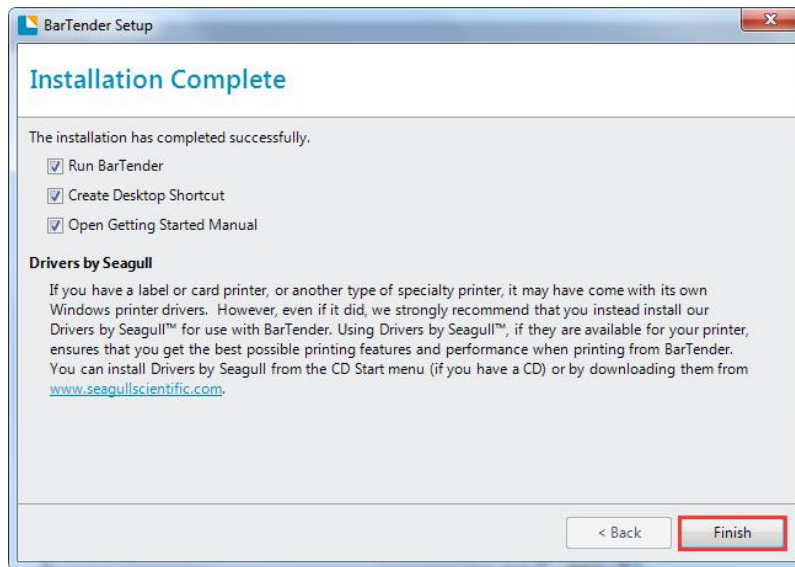 BarTender Setup
Installation Complete
The installation has completed successfully.
Run BarTender
Create Desktop Shortcut
Open Getting Started Manual
Drivers by Seagull
If you have a label or card printer, or another type of specialty printer, it may have come with its own
Windows printer drivers. However, even if it did, we strongly recommend that you instead install our
Drivers by Seagull™ for use with BarTender. Using Drivers by Seagull™, if they are available for your printer,
ensures that you get the best possible printing features and performance when printing from BarTender.
You can install Drivers by Seagull from the CD Start menu (if you have a CD) or by downloading them from
www.seagullscientific.com.
< Back
Finish